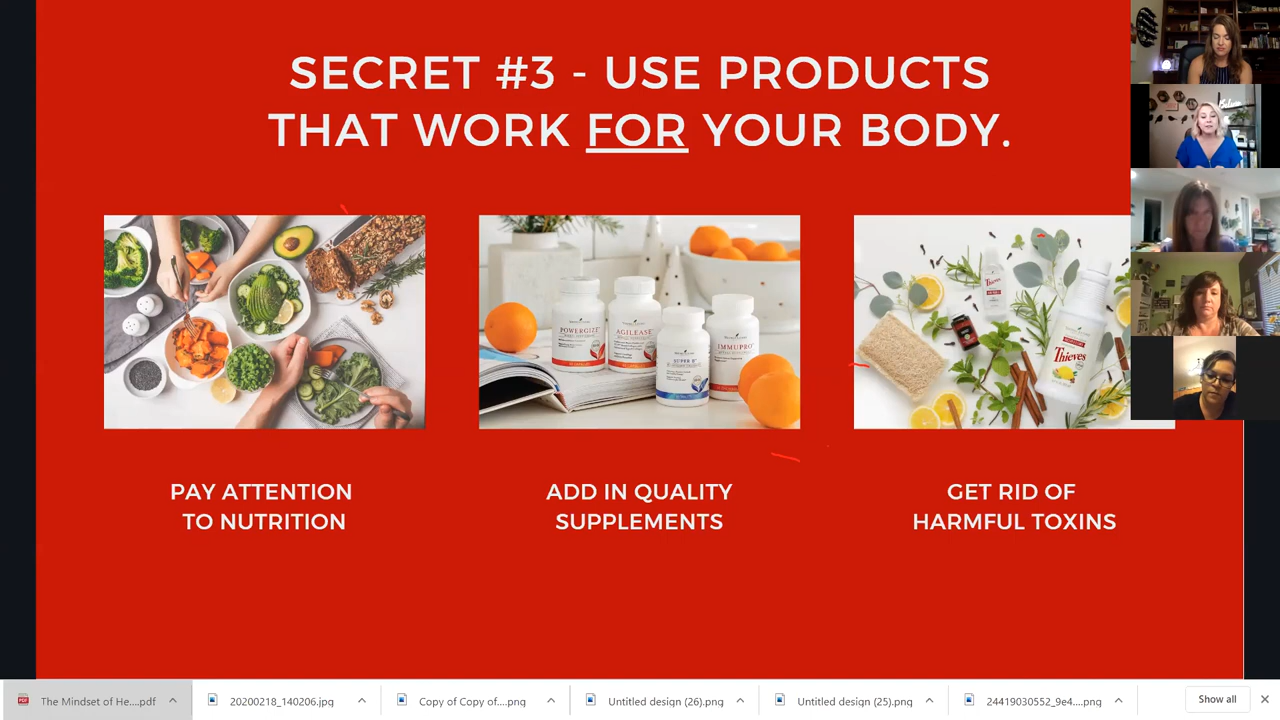 SECRET #3 - USE PRODUCTS
THAT WORK FOR YOUR BODY.
POWERGIZE
AGILEASE
SUPER B
IMMUPRO
Thieves
Thieves
PAY ATTENTION
TO NUTRITION
ADD IN QUALITY
SUPPLEMENTS
GET RID OF
HARMFUL TOXINS
The Mindset of He....pdf
20200218_140206.jpg
Copy of Copy of....png
Untitled design (26).png
Untitled design (25).png
24419030552_9e4....png
Show all